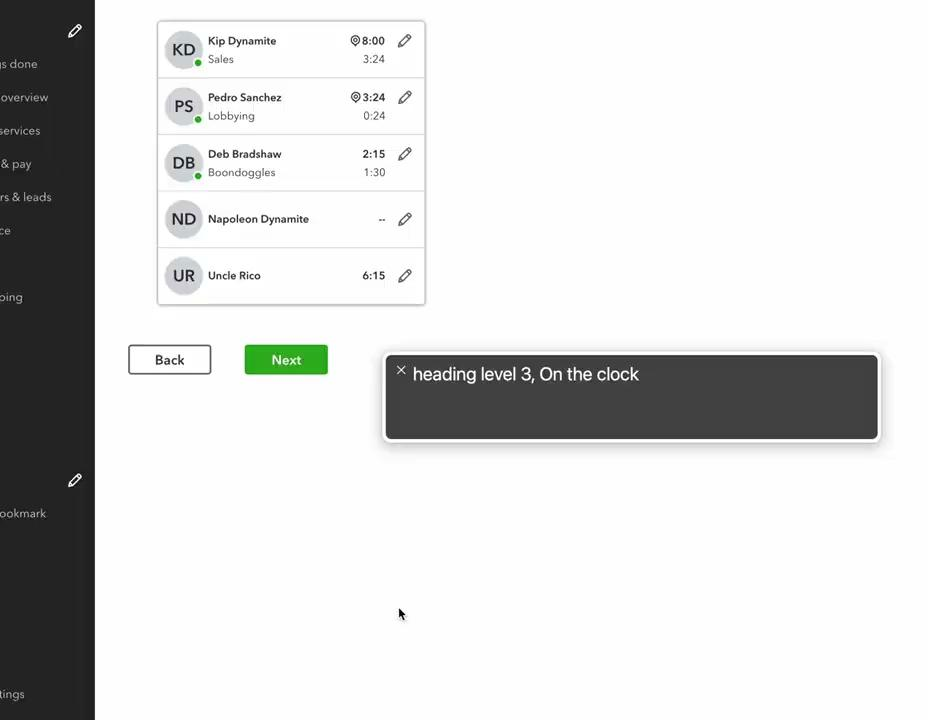 s done
overview
services
& pay
rs & leads
ce
ping
ookmark
tings
KD
Kip Dynamite
8:00
Sales
3:24
PS
Pedro Sanchez
3:24
Lobbying
0:24
DB
Deb Bradshaw
2:15
Boondoggles
1:30
ND
Napoleon Dynamite
--
UR
Uncle Rico
6:15
Back
Next
heading level 3, On the clock